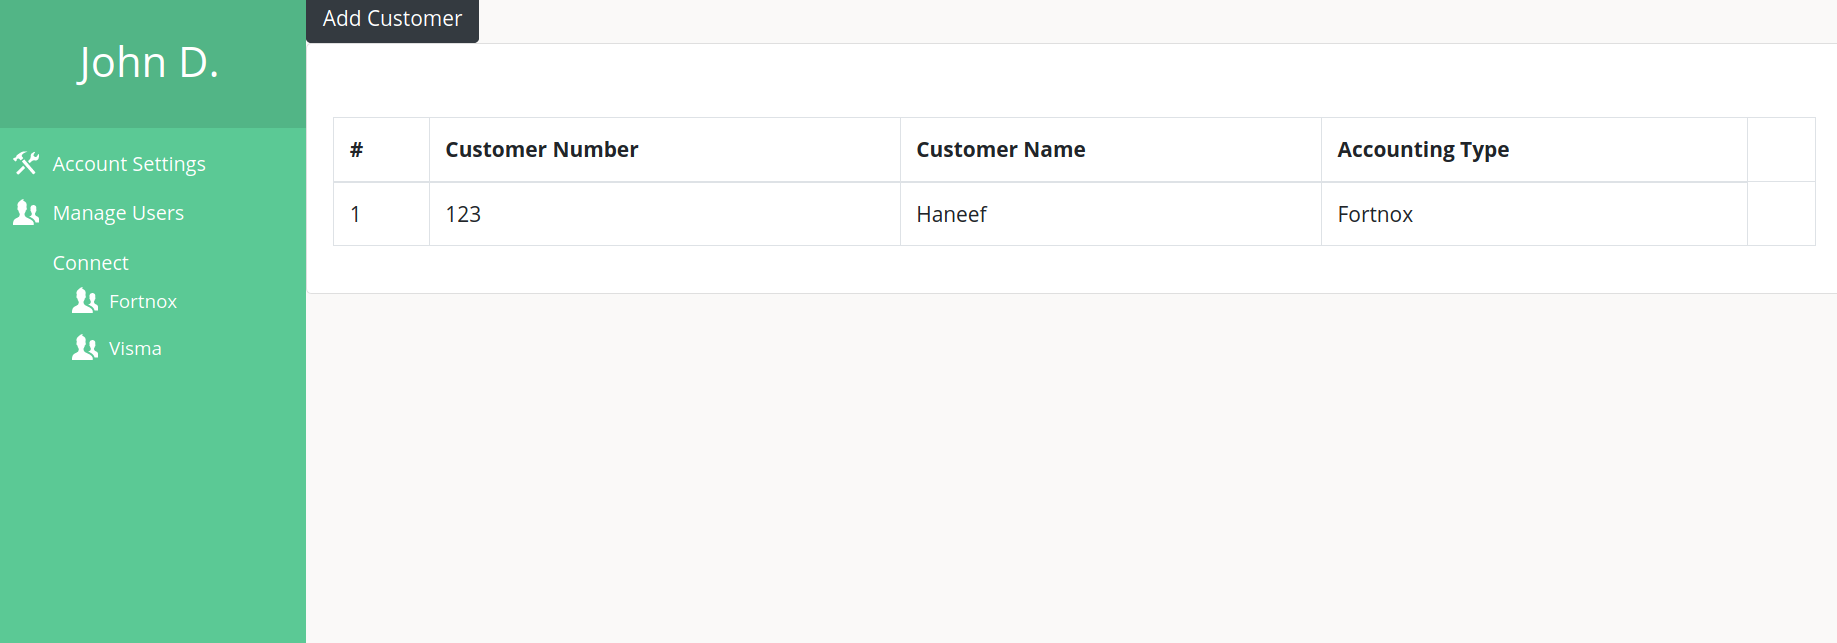 John D.
Account Settings
Manage Users
Connect
Fortnox
Visma
Add Customer
# Customer Number Customer Name Accounting Type
1 123 Haneef Fortnox